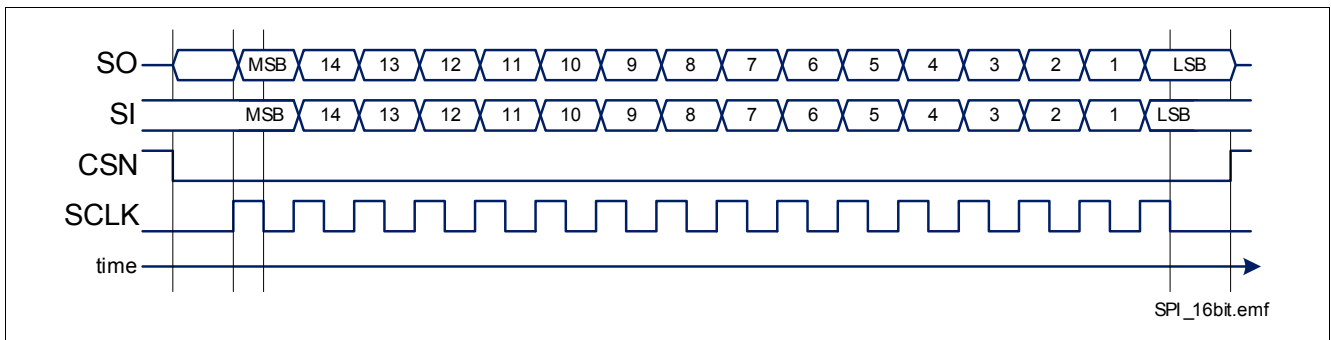 SO MSB 14 13 12 11 10 9 8 7 6 5 4 3 2 1 LSB
SI MSB 14 13 12 11 10 9 8 7 6 5 4 3 2 1 LSB
CSN
SCLK
time
SPI_16bit.emf